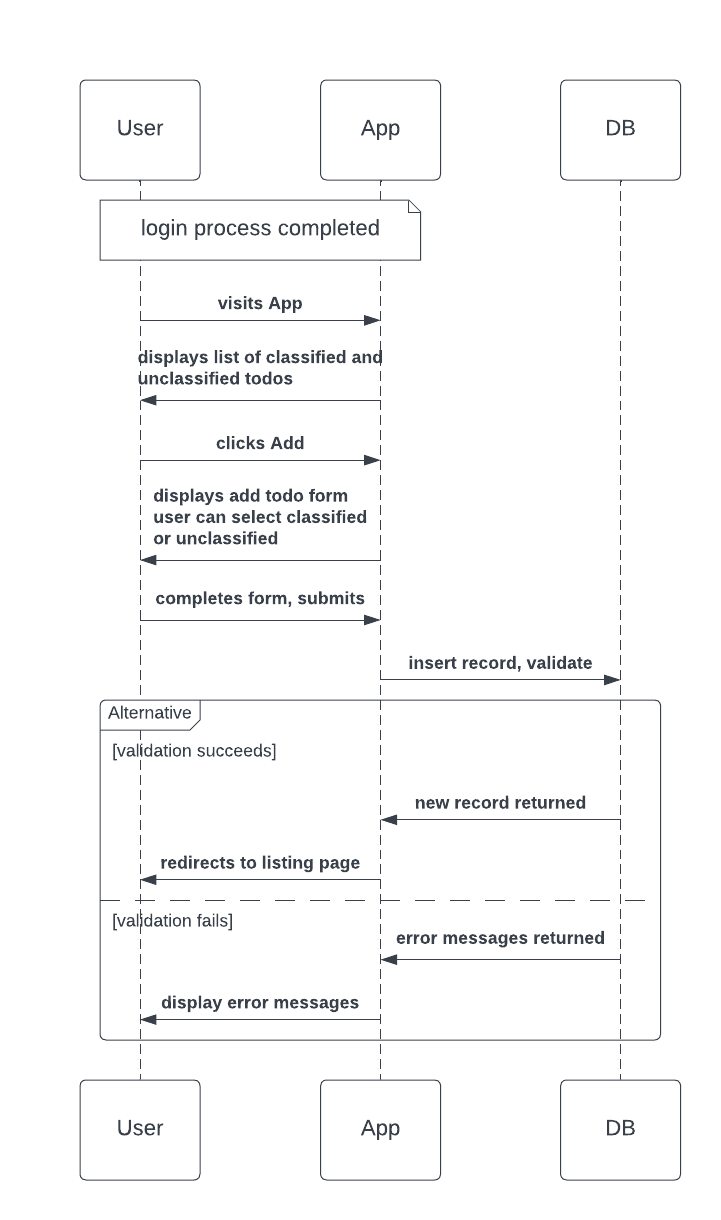 User
App
DB
login process completed
visits App
displays list of classified and
unclassified todos
clicks Add
displays add todo form
user can select classified
or unclassified
completes form, submits
insert record, validate
Alternative
[validation succeeds]
new record returned
redirects to listing page
[validation fails]
error messages returned
display error messages
User
App
DB